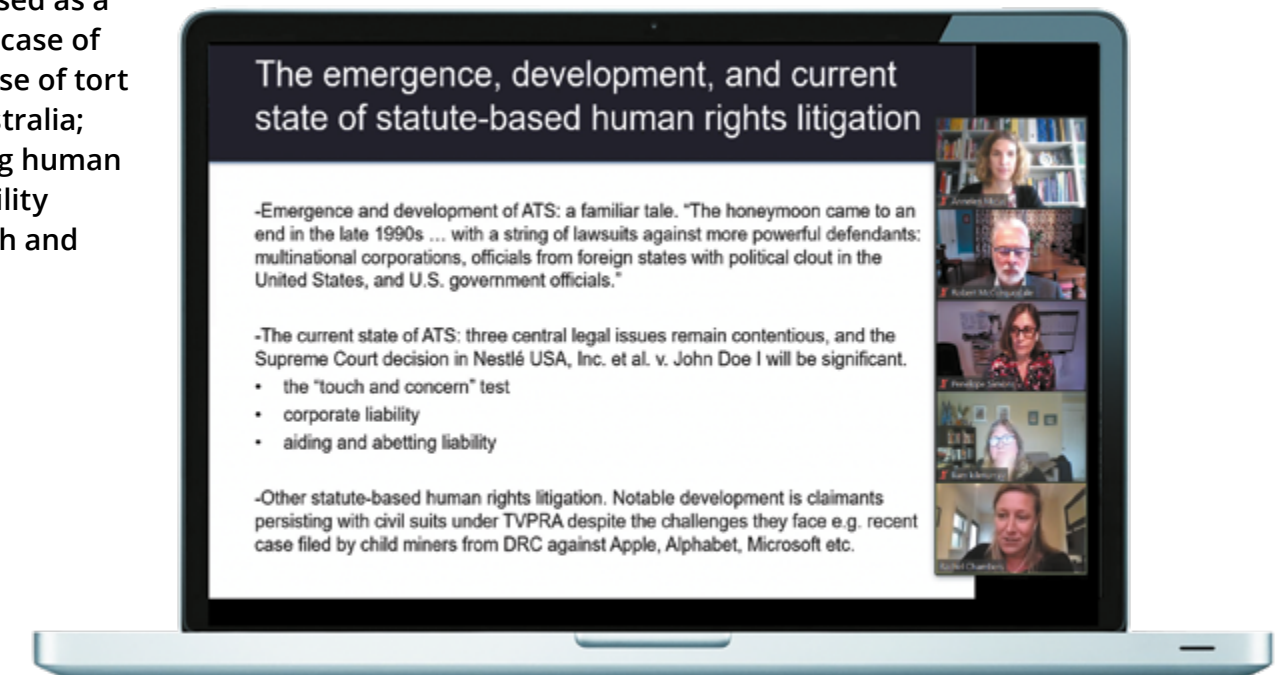 sed as a
case of
se of tort
stralia;
g human
ility
h and
The emergence, development, and current
state of statute-based human rights litigation
-Emergence and development of ATS: a familiar tale. “The honeymoon came to an
end in the late 1990s ... with a string of lawsuits against more powerful defendants:
multinational corporations, officials from foreign states with political clout in the
United States, and U.S. government officials.”
-The current state of ATS: three central legal issues remain contentious, and the
Supreme Court decision in Nestlé USA, Inc. et al. v. John Doe I will be significant.
• the “touch and concern” test
• corporate liability
• aiding and abetting liability
-Other statute-based human rights litigation. Notable development is claimants
persisting with civil suits under TVPRA despite the challenges they face e.g. recent
case filed by child miners from DRC against Apple, Alphabet, Microsoft etc.
Robert McCorquodale
Penelope Simons
Rachel Chambers